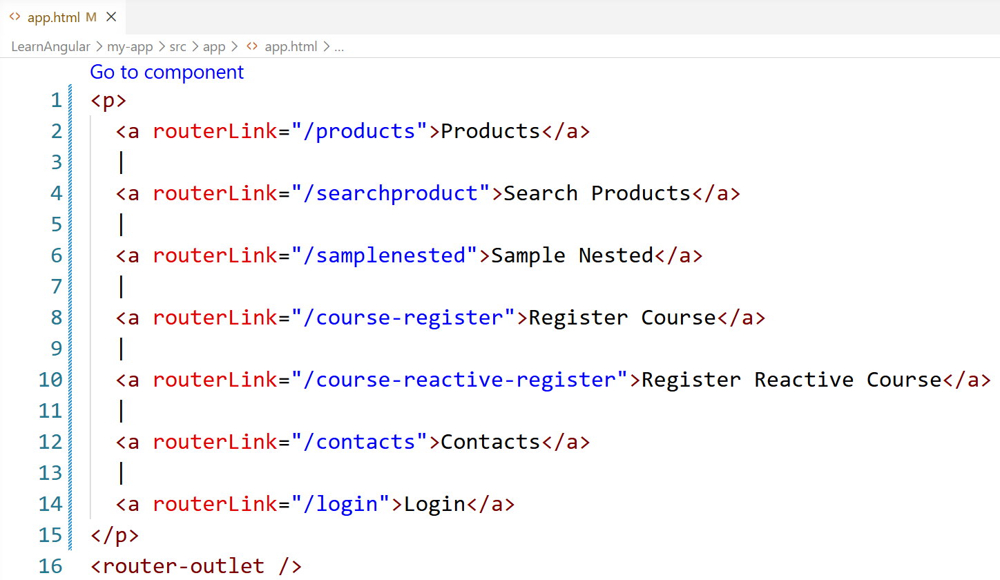 <> app.html M ×
LearnAngular > my-app > src > app > <> app.html > ...
Go to component
1 <p>
2   <a routerLink="/products">Products</a>
3   |
4   <a routerLink="/searchproduct">Search Products</a>
5   |
6   <a routerLink="/samplenested">Sample Nested</a>
7   |
8   <a routerLink="/course-register">Register Course</a>
9   |
10   <a routerLink="/course-reactive-register">Register Reactive Course</a>
11   |
12   <a routerLink="/contacts">Contacts</a>
13   |
14   <a routerLink="/login">Login</a>
15 </p>
16 <router-outlet />